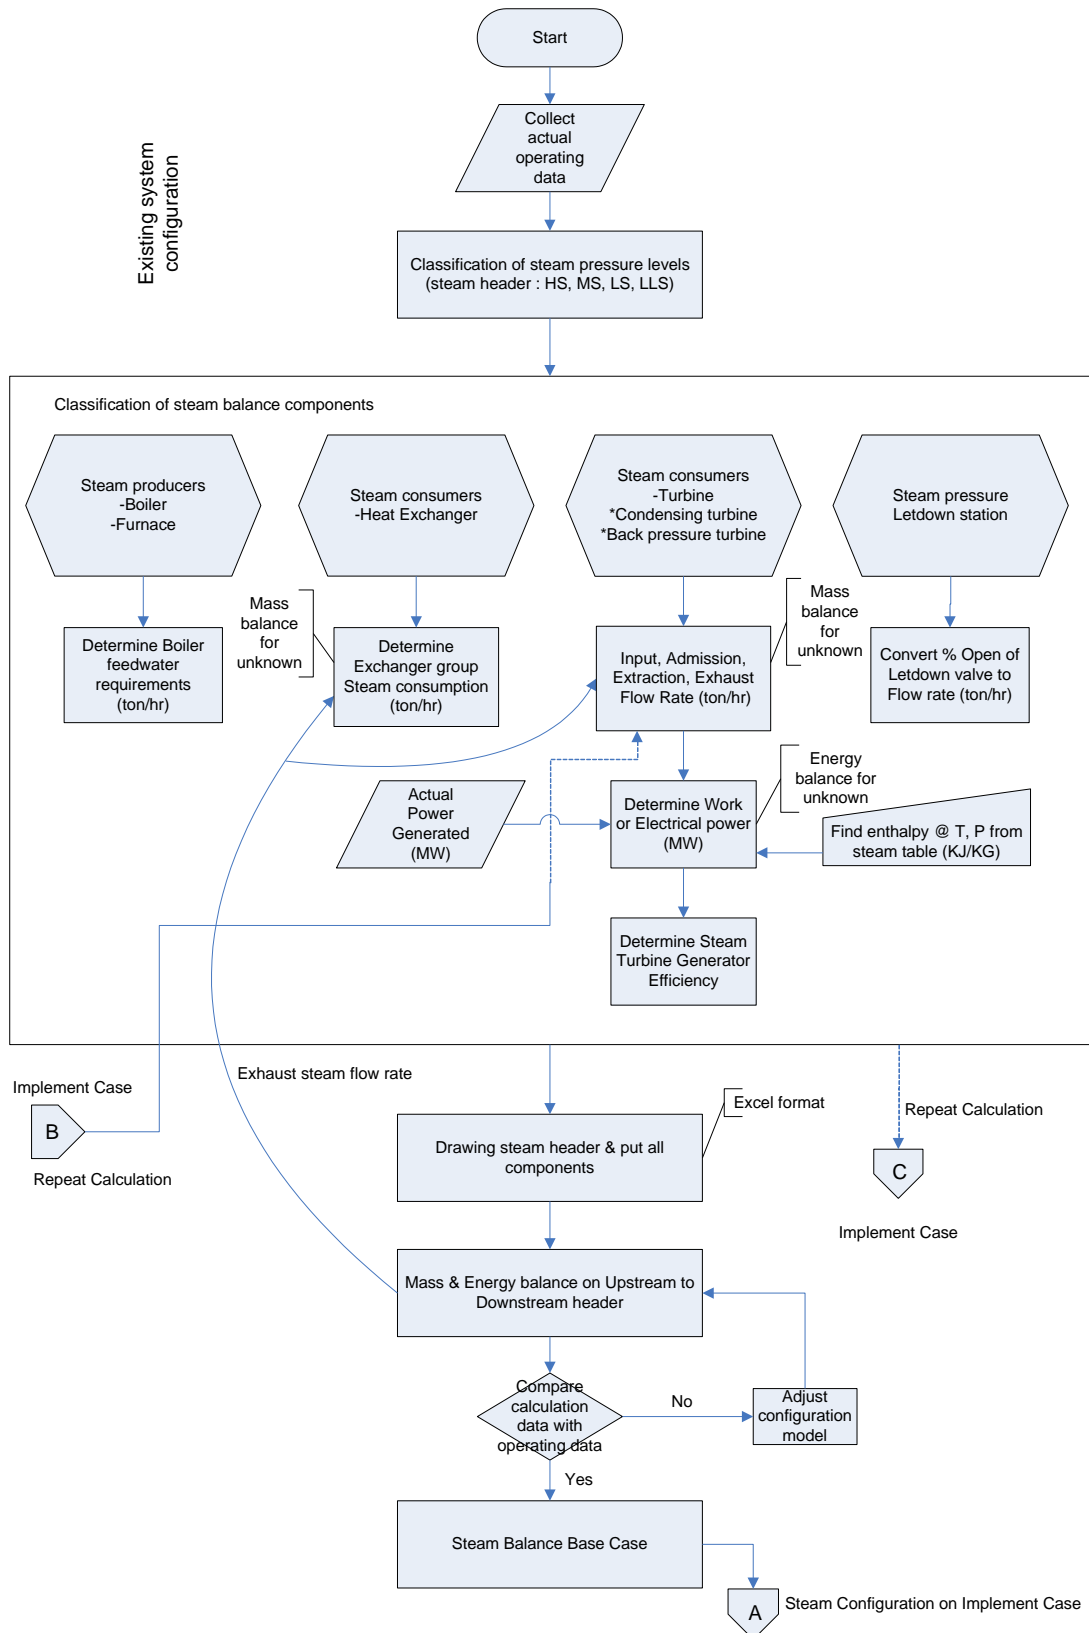 Start
Collect
actual
operating
data
Existing system
configuration
Classification of steam pressure levels
(steam header : HS, MS, LS, LLS)
Classification of steam balance components
Steam producers
-Boiler
-Furnace
Steam consumers
-Heat Exchanger
Steam consumers
-Turbine
*Condensing turbine
*Back pressure turbine
Steam pressure
Letdown station
Determine Boiler
feedwater
requirements
(ton/hr)
Mass
balance
for
unknown
Determine
Exchanger group
Steam consumption
(ton/hr)
Input, Admission,
Extraction, Exhaust
Flow Rate (ton/hr)
Mass
balance
for
unknown
Convert % Open of
Letdown valve to
Flow rate (ton/hr)
Actual
Power
Generated
(MW)
Determine Work
or Electrical power
(MW)
Energy
balance for
unknown
Find enthalpy @ T, P from
steam table (KJ/KG)
Determine Steam
Turbine Generator
Efficiency
Exhaust steam flow rate
Implement Case
B
Repeat Calculation
Excel format
Drawing steam header & put all
components
Repeat Calculation
C
Implement Case
Mass & Energy balance on Upstream to
Downstream header
Compare
calculation
data with
operating data
No
Adjust
configuration
model
Yes
Steam Balance Base Case
A
Steam Configuration on Implement Case